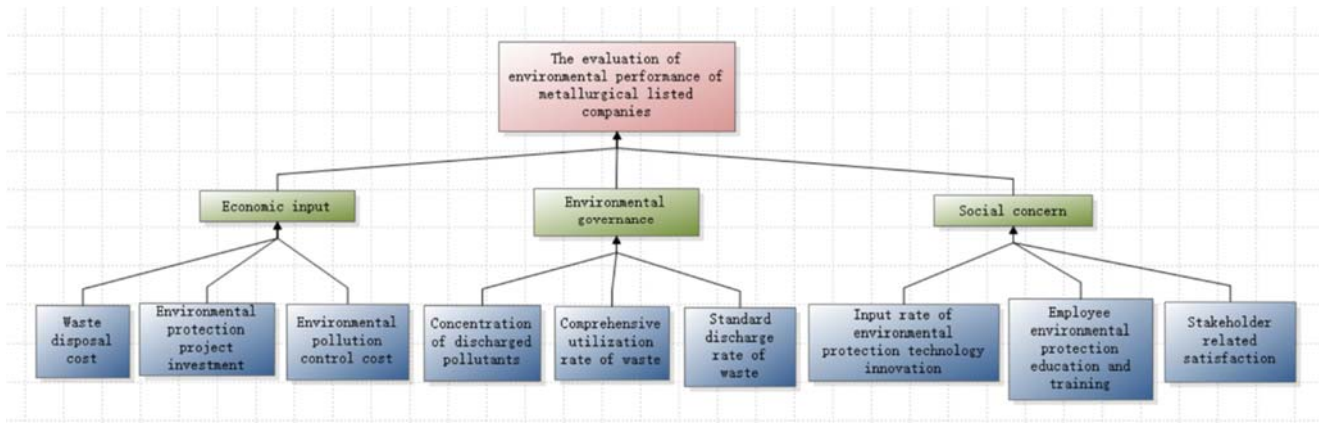 The evaluation of
environmental performance of
metallurgical listed
companies
Economic input
Environmental
governance
Social concern
Waste
disposal
cost
Environmental
protection
project
investment
Environmental
pollution
control cost
Concentration
of discharged
pollutants
Comprehensive
utilization
rate of waste
Standard
discharge
rate of
waste
Input rate of
environmental
protection technology
innovation
Employee
environmental
protection
education and
training
Stakeholder
related
satisfaction